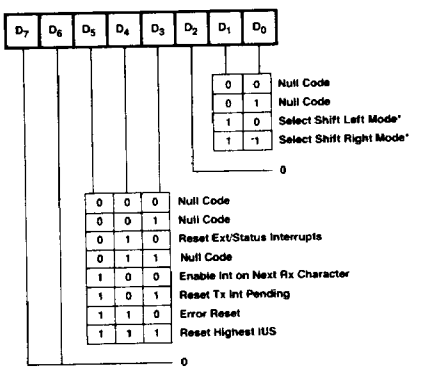 D7 D6 D5 D4 D3 D2 D1 D0
0 0 Null Code
0 1 Null Code
1 0 Select Shift Left Mode*
1 1 Select Shift Right Mode*
0
0 0 0 Null Code
0 0 1 Null Code
0 1 0 Reset Ext/Status Interrupts
0 1 1 Null Code
1 0 0 Enable Int on Next Rx Character
1 0 1 Reset Tx Int Pending
1 1 0 Error Reset
1 1 1 Reset Highest IUS
0